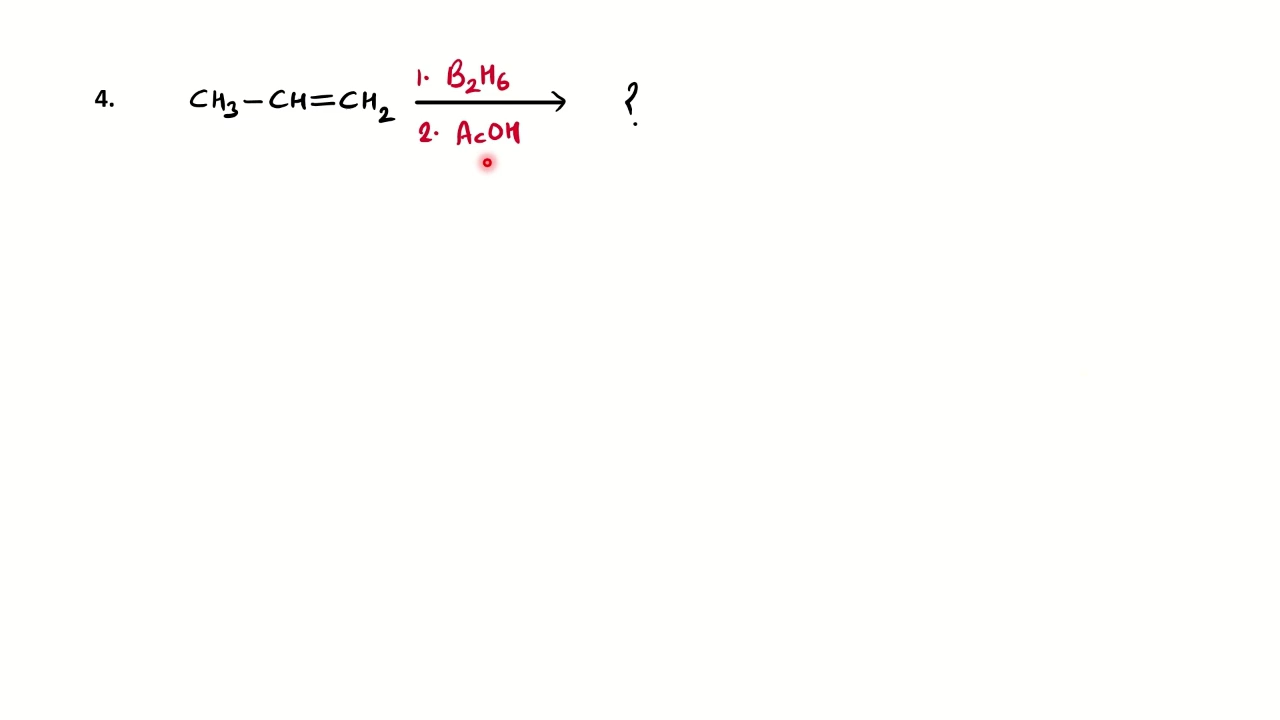 1. B₂H₆
4. CH₃–CH=CH₂ ⟶ ?
2. AcOH